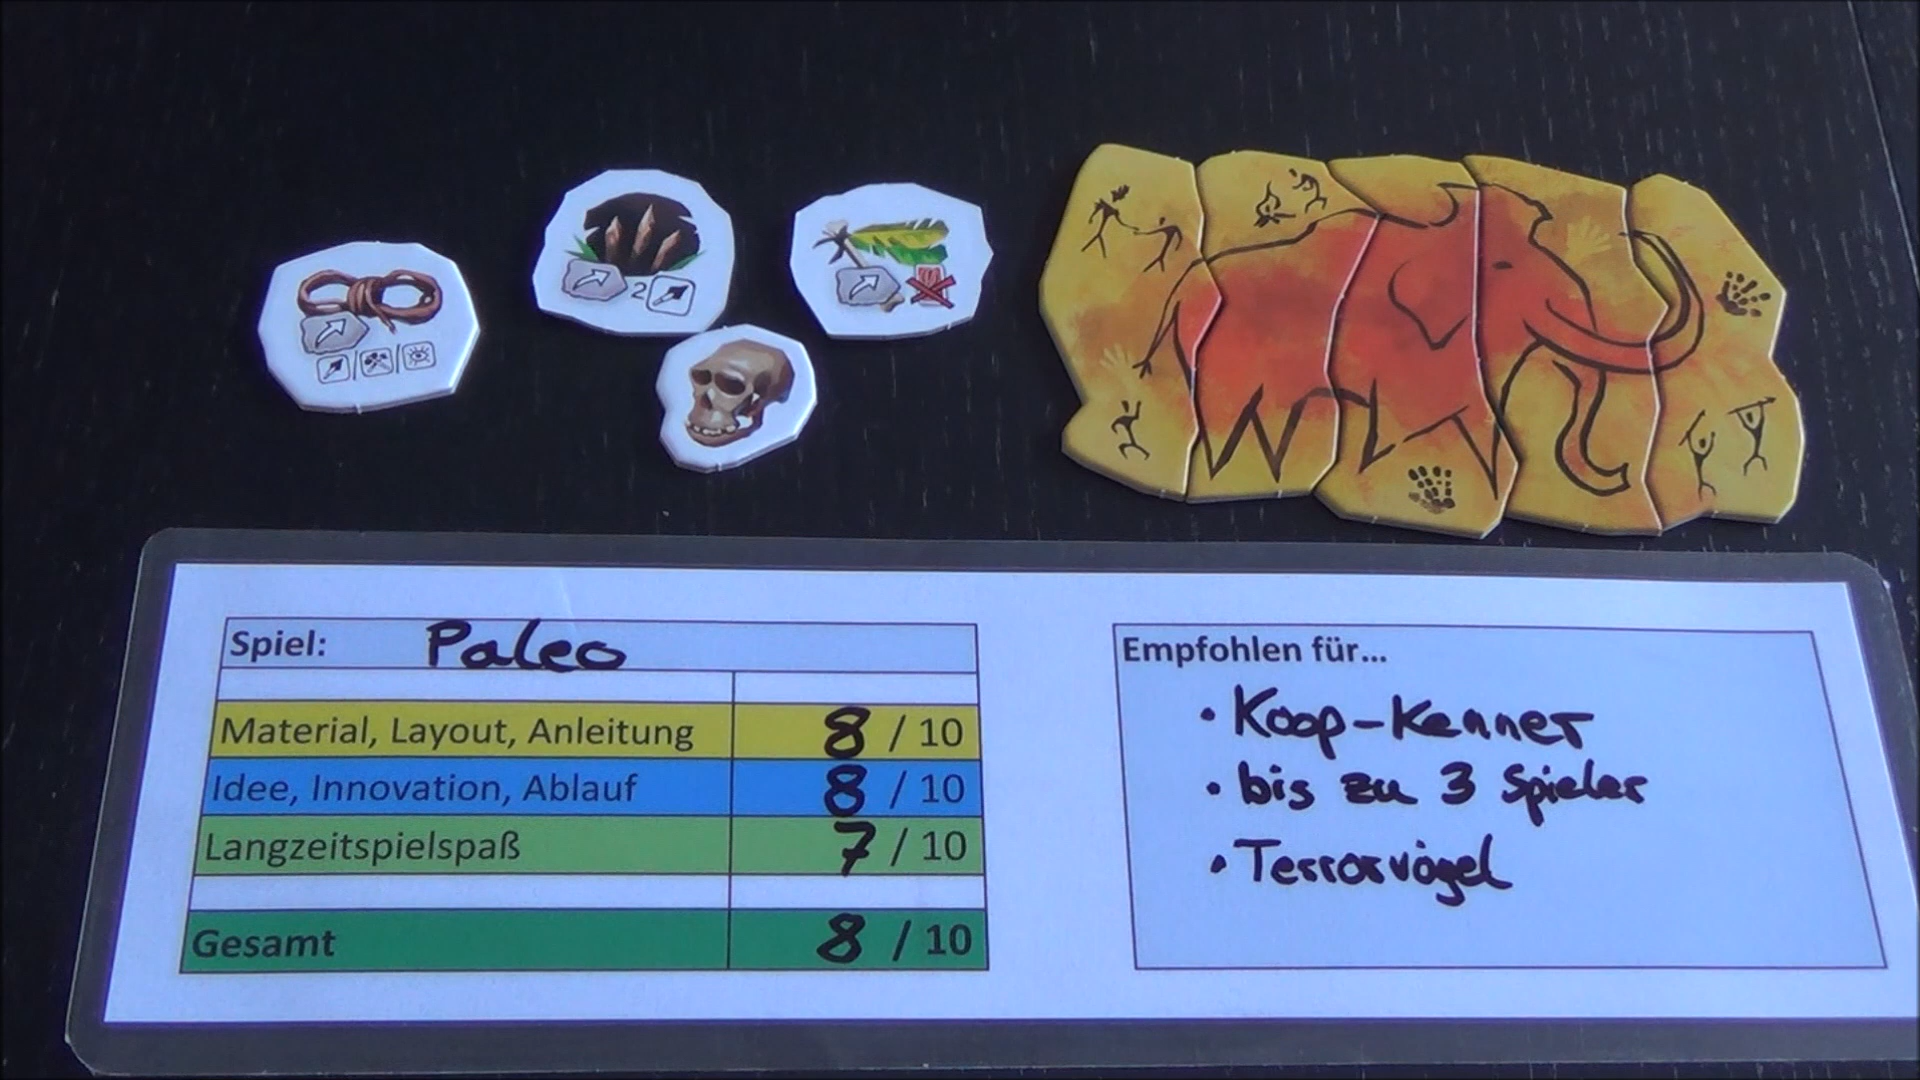 2
Spiel: Paleo
Material, Layout, Anleitung 8 / 10
Idee, Innovation, Ablauf 8 / 10
Langzeitspielspaß 7 / 10
Gesamt 8 / 10
Empfohlen für...
• Koop-Kenner
• bis zu 3 Spieler
• Terrorvögel